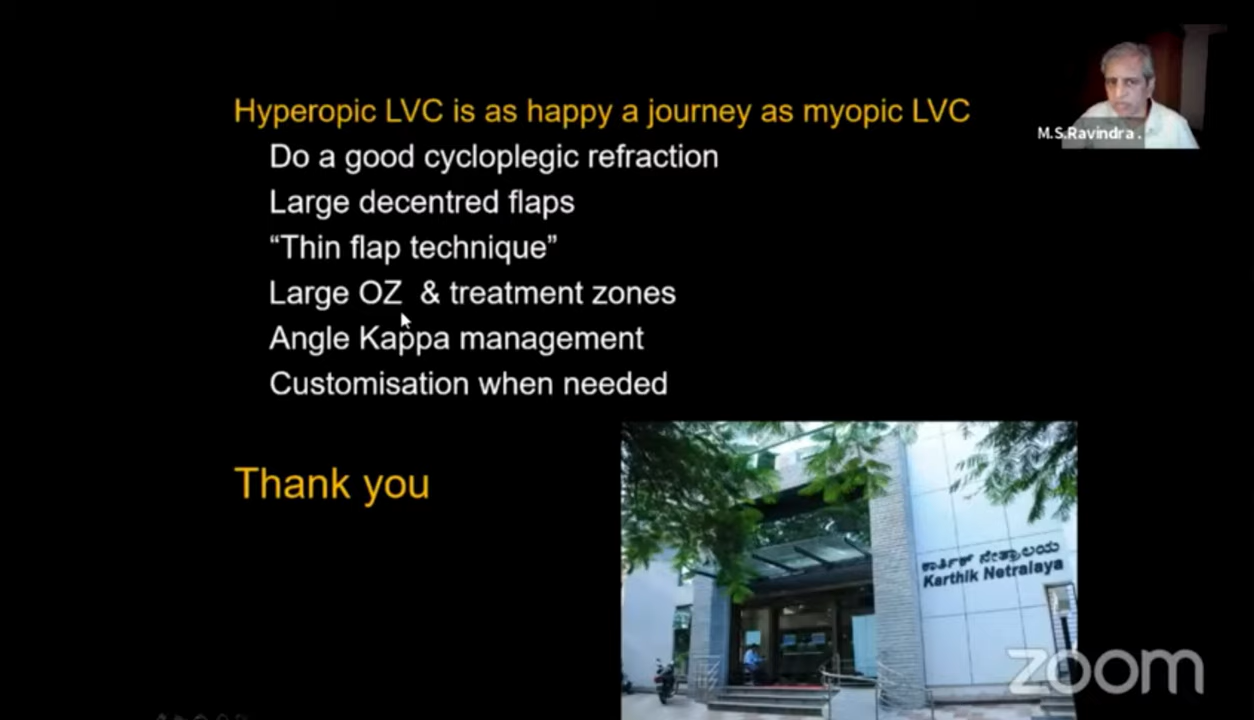 Hyperopic LVC is as happy a journey as myopic LVC
M.S.Ravindra .
Do a good cycloplegic refraction
Large decentred flaps
“Thin flap technique”
Large OZ & treatment zones
Angle Kappa management
Customisation when needed
Thank you
ಕಾರ್ತಿಕ್ ನೇತ್ರಾಲಯ
Karthik Netralaya
zoom